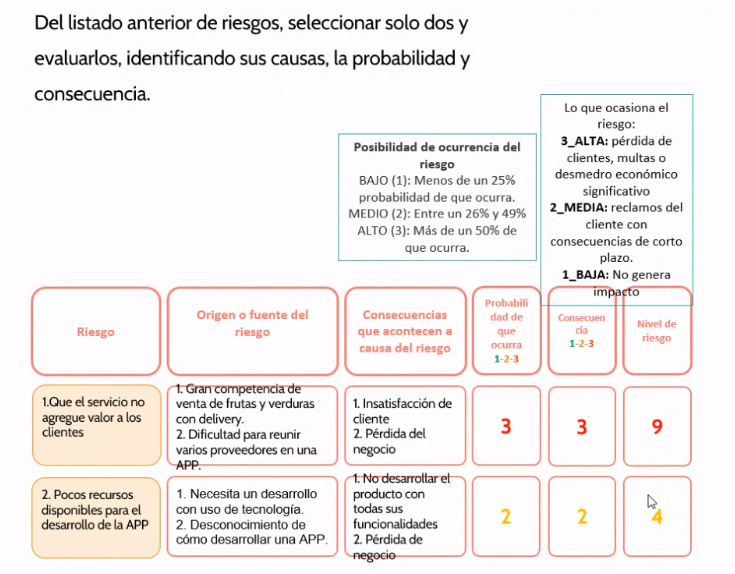 Del listado anterior de riesgos, seleccionar solo dos y
evaluarlos, identificando sus causas, la probabilidad y
consecuencia.
Posibilidad de ocurrencia del
riesgo
BAJO (1): Menos de un 25%
probabilidad de que ocurra.
MEDIO (2): Entre un 26% y 49%
ALTO (3): Más de un 50% de
que ocurra.
Lo que ocasiona el
riesgo:
3_ALTA: pérdida de
clientes, multas o
desmedro económico
significativo
2_MEDIA: reclamos del
cliente con
consecuencias de corto
plazo.
1_BAJA: No genera
impacto
Riesgo
Origen o fuente del
riesgo
Consecuencias
que acontecen a
causa del riesgo
Probabili
dad de
que
ocurra
1-2-3
Consecuen
cia
1-2-3
Nivel de
riesgo
1.Que el servicio no
agregue valor a los
clientes
1. Gran competencia de
venta de frutas y verduras
con delivery.
2. Dificultad para reunir
varios proveedores en una
APP.
1. Insatisfacción de
cliente
2. Pérdida del
negocio
3
3
9
2. Pocos recursos
disponibles para el
desarrollo de la APP
1. Necesita un desarrollo
con uso de tecnología.
2. Desconocimiento de
cómo desarrollar una APP.
1. No desarrollar el
producto con
todas sus
funcionalidades
2. Pérdida de
negocio
2
2
4